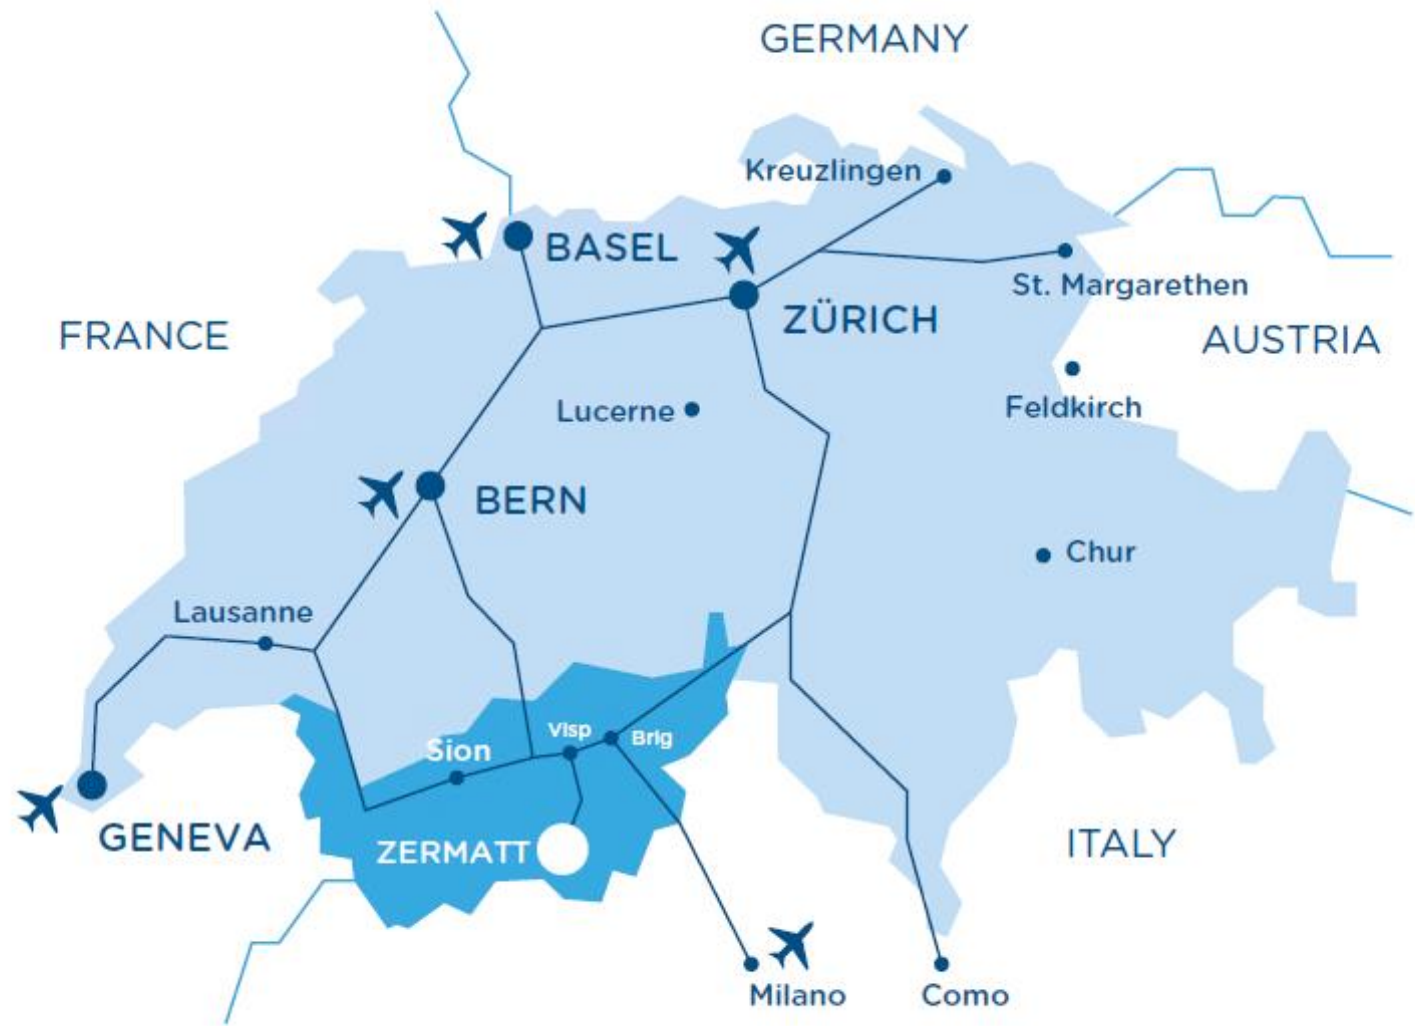 GERMANY
Kreuzlingen
BASEL
St. Margarethen
ZÜRICH
FRANCE
AUSTRIA
Lucerne
Feldkirch
BERN
Chur
Lausanne
Visp
Brig
Sion
GENEVA
ZERMATT
ITALY
Milano
Como